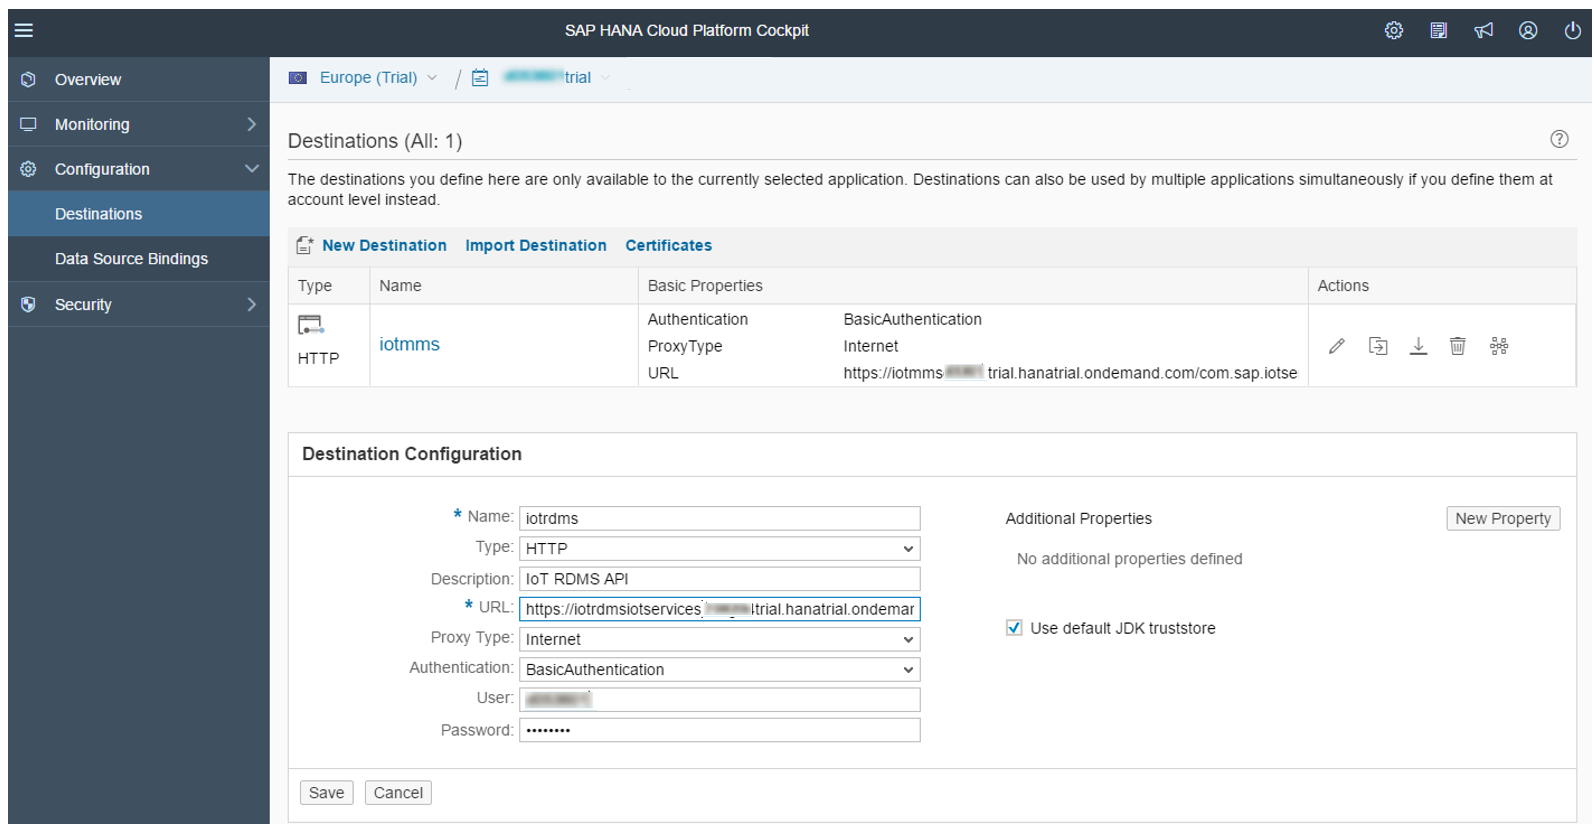 SAP HANA Cloud Platform Cockpit
Overview
Monitoring
Configuration
Destinations
Data Source Bindings
Security
Europe (Trial) / trial
Destinations (All: 1)
The destinations you define here are only available to the currently selected application. Destinations can also be used by multiple applications simultaneously if you define them at
account level instead.
New Destination Import Destination Certificates
Type Name Basic Properties Actions
HTTP
iotmms
Authentication BasicAuthentication
ProxyType Internet
URL https://iotmms trial.hanatrial.ondemand.com/com.sap.iotse
Destination Configuration
* Name: iotrdms
Type: HTTP
Description: IoT RDMS API
* URL: https://iotrdmsiotservices trial.hanatrial.ondemar
Proxy Type: Internet
Authentication: BasicAuthentication
User:
Password: ••••••••
Additional Properties New Property
No additional properties defined
Use default JDK truststore
Save Cancel